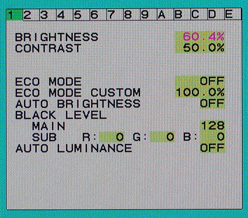 1 2 3 4 5 6 7 8 9 A B C D E
BRIGHTNESS 60.4%
CONTRAST 50.0%
ECO MODE OFF
ECO MODE CUSTOM 100.0%
AUTO BRIGHTNESS OFF
BLACK LEVEL
MAIN 128
SUB R: 0 G: 0 B: 0
AUTO LUMINANCE OFF